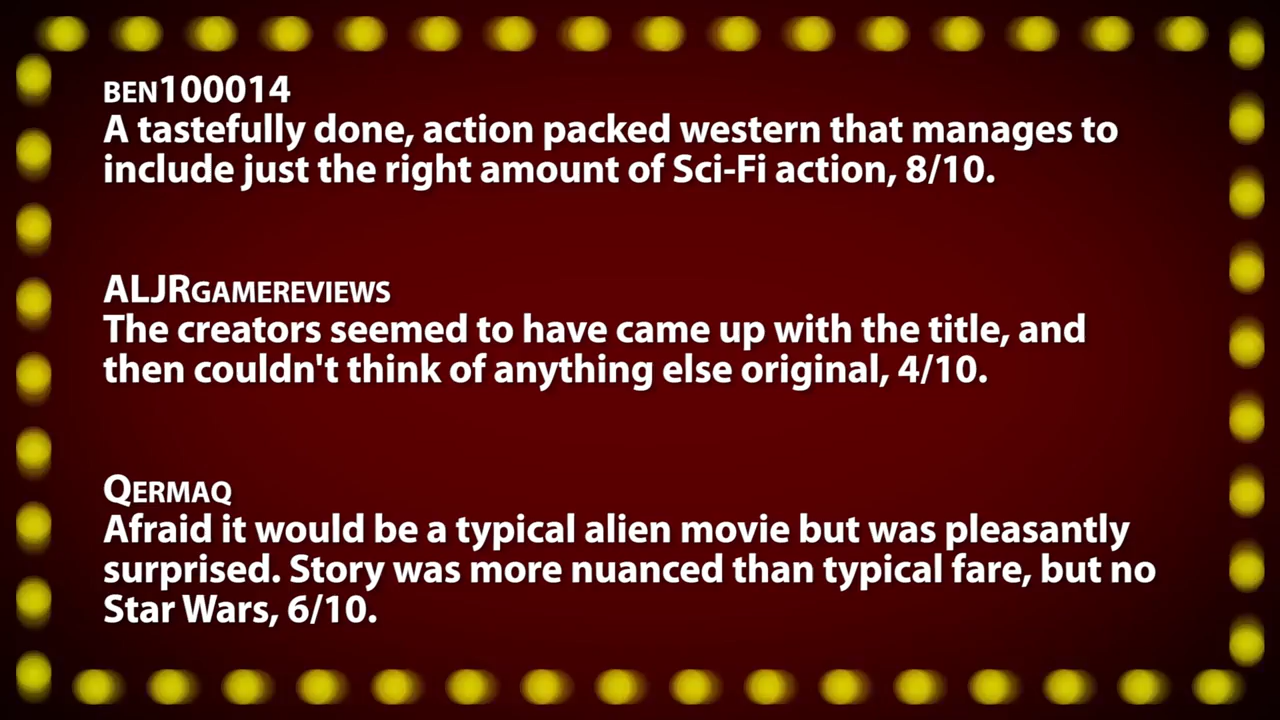 BEN100014
A tastefully done, action packed western that manages to
include just the right amount of Sci-Fi action, 8/10.
ALJRGAMEREVIEWS
The creators seemed to have came up with the title, and
then couldn't think of anything else original, 4/10.
QERMAQ
Afraid it would be a typical alien movie but was pleasantly
surprised. Story was more nuanced than typical fare, but no
Star Wars, 6/10.